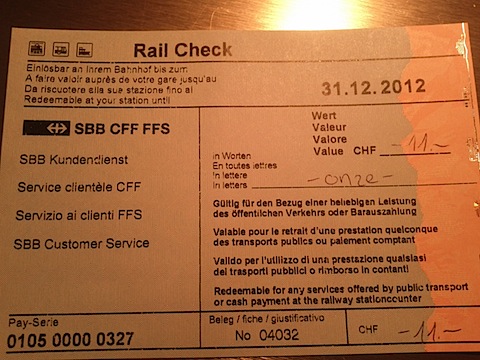 Rail Check
Einlösbar an Ihrem Bahnhof bis zum:
A faire valoir auprès de votre gare jusqu'au
Da riscuotere alla sue stazione fino al
Redeemable at your station until
31.12.2012
SBB CFF FFS
SBB Kundendienst
Service clientèle CFF
Servizio ai clienti FFS
SBB Customer Service
Wert
Valeur
Valore
Value CHF -11.-
in Worten
En toutes lettres
in lettere
in letters -onze-
Gültig für den Bezug einer beliebigen Leistung
des öffentlichen Verkehrs oder Barauszahlung
Valable pour le retrait d'une prestation quelconque
des transports publics ou paiement comptant
Valido per l'utilizzo di una prestazione qualsiasi
dei trasporti pubblici o rimborso in contanti
Redeemable for any services offered by public transport
or cash payment at the railway stationcounter
Pay-Serie
0105 0000 0327
Beleg / fiche / giustificativo
No 04032
CHF -11.-